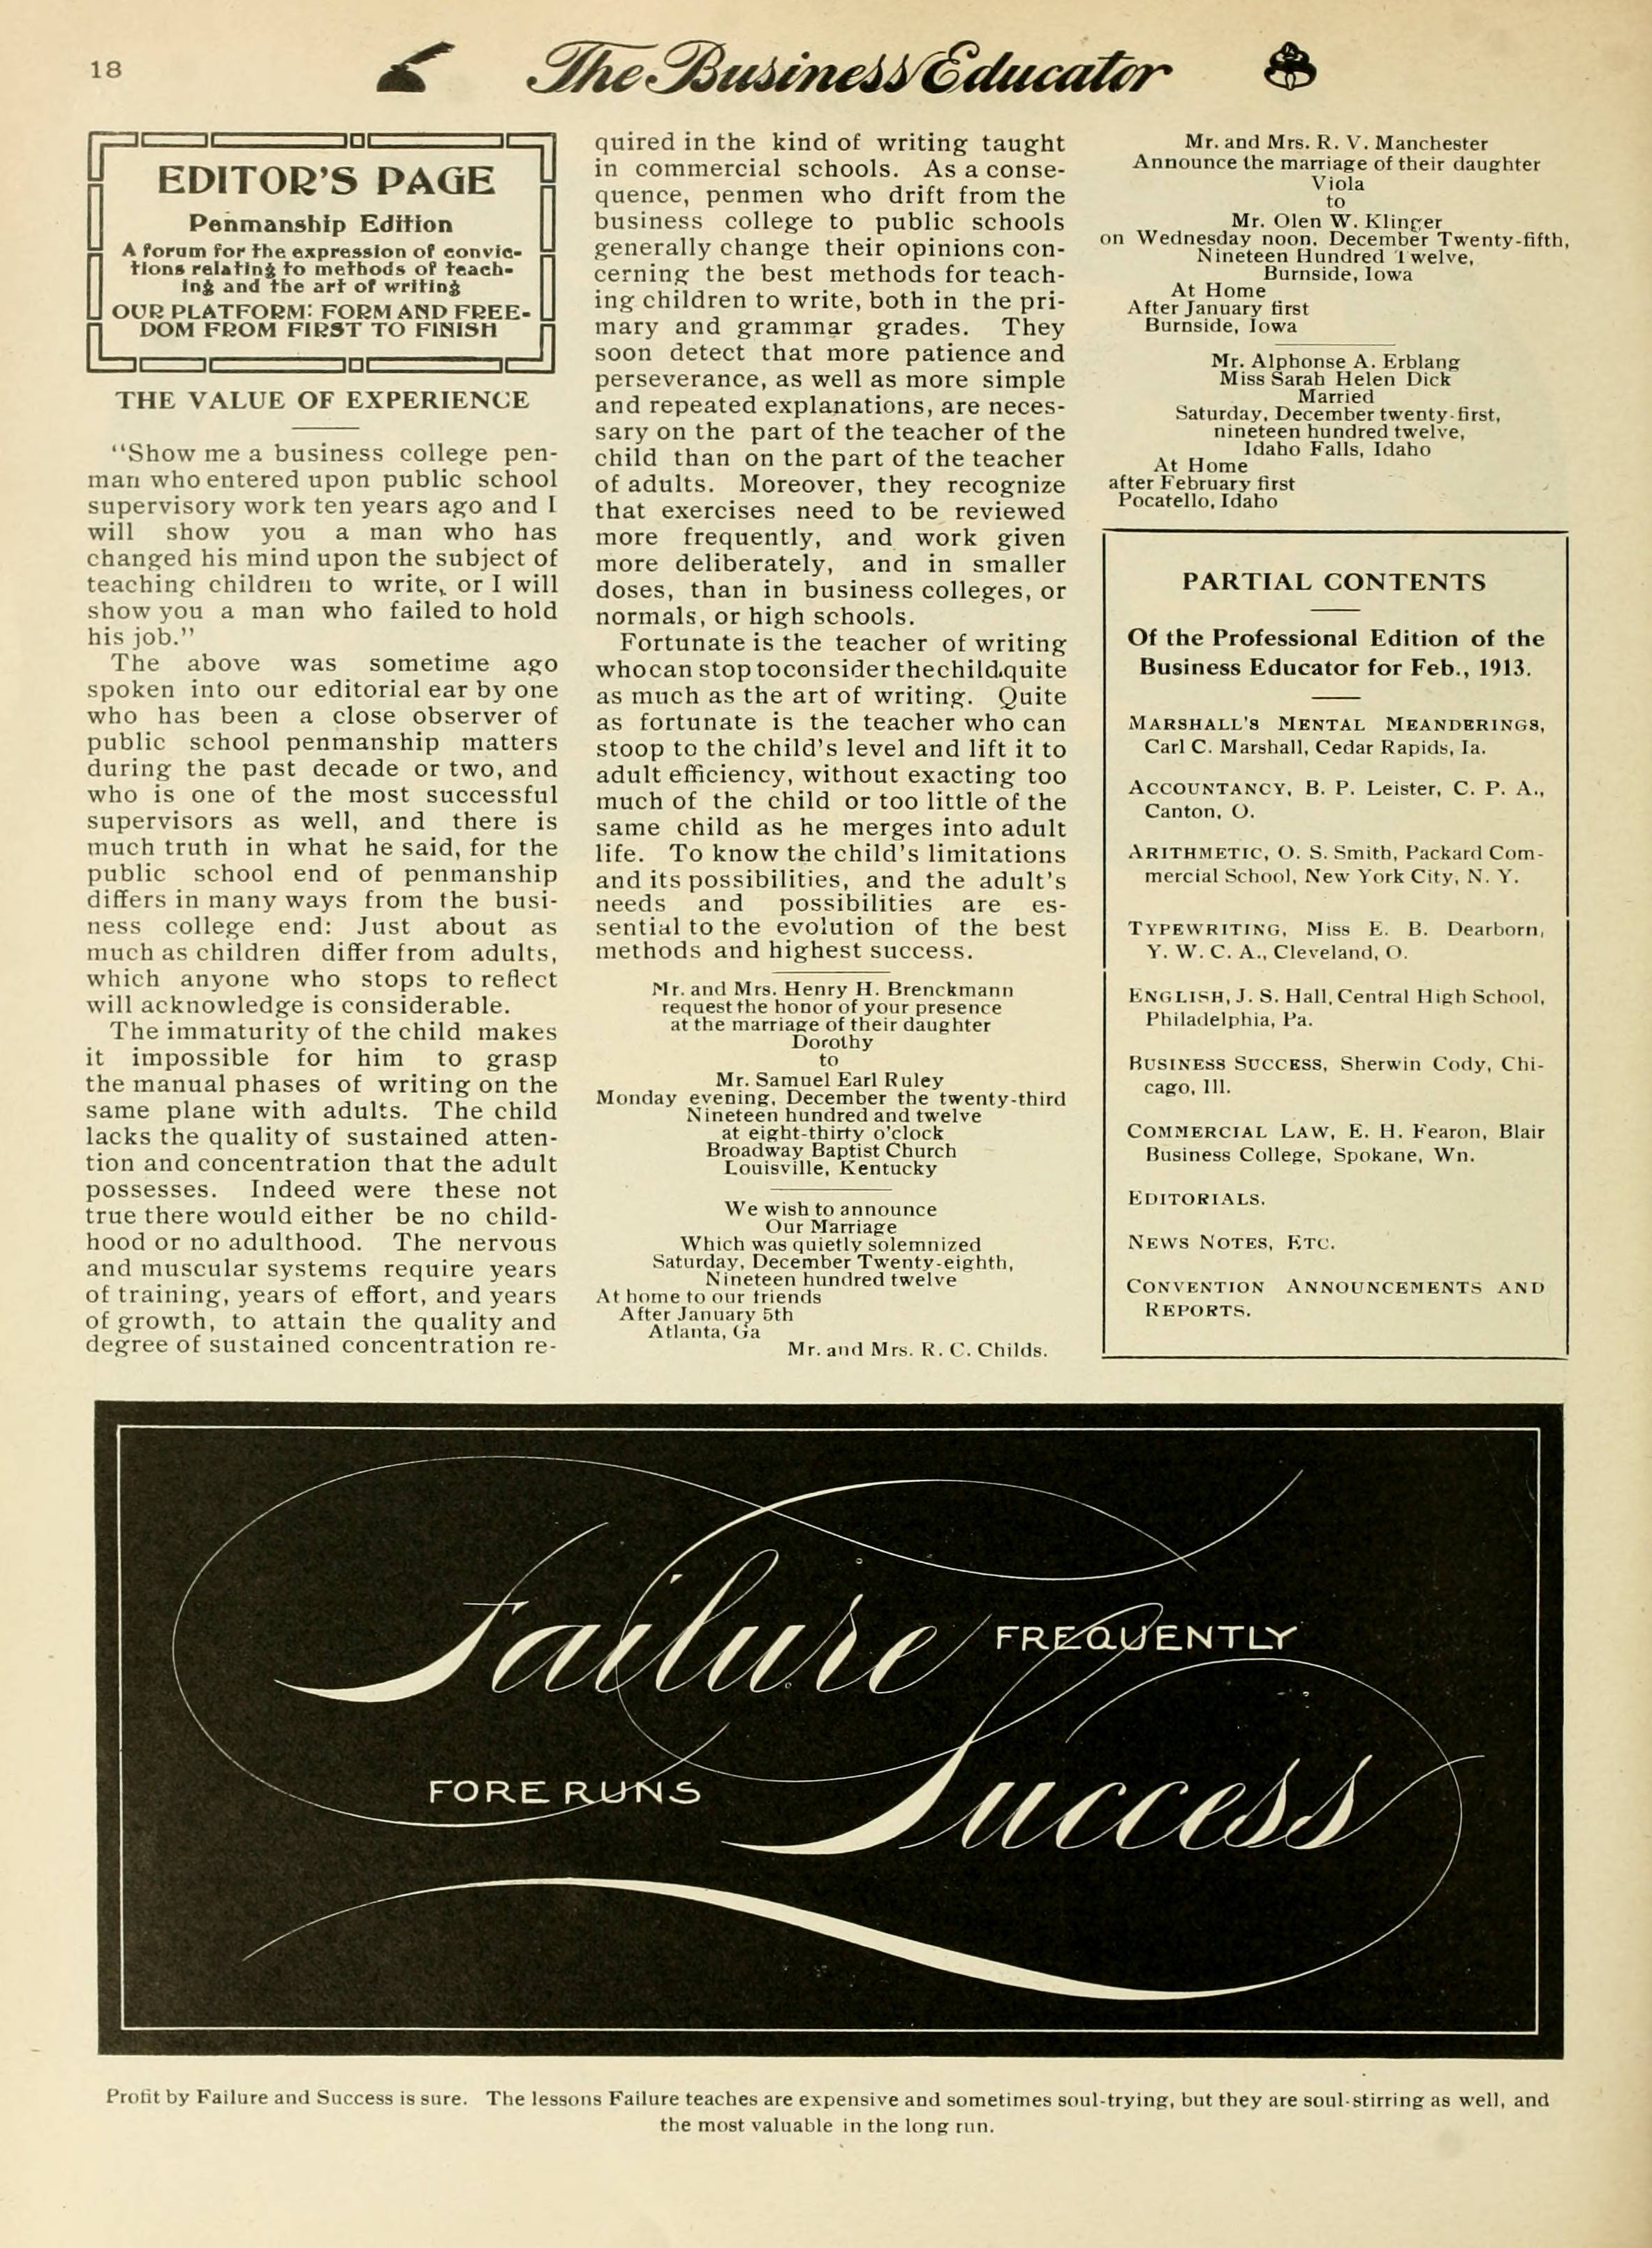 18
The Business Educator
EDITOR'S PAGE
Penmanship Edition
A forum for the expression of convic-
tions relating to methods of teach-
ing and the art of writing
OUR PLATFORM: FORM AND FREE-
DOM FROM FIRST TO FINISH
THE VALUE OF EXPERIENCE
"Show me a business college pen-
man who entered upon public school
supervisory work ten years ago and I
will show you a man who has
changed his mind upon the subject of
teaching children to write, or I will
show you a man who failed to hold
his job."
The above was sometime ago
spoken into our editorial ear by one
who has been a close observer of
public school penmanship matters
during the past decade or two, and
who is one of the most successful
supervisors as well, and there is
much truth in what he said, for the
public school end of penmanship
differs in many ways from the busi-
ness college end: Just about as
much as children differ from adults,
which anyone who stops to reflect
will acknowledge is considerable.
The immaturity of the child makes
it impossible for him to grasp
the manual phases of writing on the
same plane with adults. The child
lacks the quality of sustained atten-
tion and concentration that the adult
possesses. Indeed were these not
true there would either be no child-
hood or no adulthood. The nervous
and muscular systems require years
of training, years of effort, and years
of growth, to attain the quality and
degree of sustained concentration re-
quired in the kind of writing taught
in commercial schools. As a conse-
quence, penmen who drift from the
business college to public schools
generally change their opinions con-
cerning the best methods for teach-
ing children to write, both in the pri-
mary and grammar grades. They
soon detect that more patience and
perseverance, as well as more simple
and repeated explanations, are neces-
sary on the part of the teacher of the
child than on the part of the teacher
of adults. Moreover, they recognize
that exercises need to be reviewed
more frequently, and work given
more deliberately, and in smaller
doses, than in business colleges, or
normals, or high schools.
Fortunate is the teacher of writing
who can stop to consider the child quite
as much as the art of writing. Quite
as fortunate is the teacher who can
stoop to the child's level and lift it to
adult efficiency, without exacting too
much of the child or too little of the
same child as he merges into adult
life. To know the child's limitations
and its possibilities, and the adult's
needs and possibilities are es-
sential to the evolution of the best
methods and highest success.
Mr. and Mrs. Henry H. Brenckmann
request the honor of your presence
at the marriage of their daughter
Dorothy
to
Mr. Samuel Earl Ruley
Monday evening, December the twenty-third
Nineteen hundred and twelve
at eight-thirty o'clock
Broadway Baptist Church
Louisville, Kentucky
We wish to announce
Our Marriage
Which was quietly solemnized
Saturday, December Twenty-eighth,
Nineteen hundred twelve
At home to our friends
After January 5th
Atlanta, Ga
Mr. and Mrs. R. C. Childs.
Mr. and Mrs. R. V. Manchester
Announce the marriage of their daughter
Viola
to
Mr. Olen W. Klinger
on Wednesday noon, December Twenty-fifth,
Nineteen Hundred Twelve,
Burnside, Iowa
At Home
After January first
Burnside, Iowa
Mr. Alphonse A. Erblang
Miss Sarah Helen Dick
Married
Saturday, December twenty-first,
nineteen hundred twelve,
Idaho Falls, Idaho
At Home
after February first
Pocatello, Idaho
PARTIAL CONTENTS
Of the Professional Edition of the
Business Educator for Feb., 1913.
MARSHALL'S MENTAL MEANDERINGS,
Carl C. Marshall, Cedar Rapids, Ia.
ACCOUNTANCY, B. P. Leister, C. P. A.,
Canton, O.
ARITHMETIC, O. S. Smith, Packard Com-
mercial School, New York City, N. Y.
TYPEWRITING, Miss E. B. Dearborn,
Y. W. C. A., Cleveland, O.
ENGLISH, J. S. Hall, Central High School,
Philadelphia, Pa.
BUSINESS SUCCESS, Sherwin Cody, Chi-
cago, Ill.
COMMERCIAL LAW, E. H. Fearon, Blair
Business College, Spokane, Wn.
EDITORIALS.
NEWS NOTES, ETC.
CONVENTION ANNOUNCEMENTS AND
REPORTS.
Failure FREQUENTLY
FORE RUNS Success
Profit by Failure and Success is sure. The lessons Failure teaches are expensive and sometimes soul-trying, but they are soul-stirring as well, and
the most valuable in the long run.